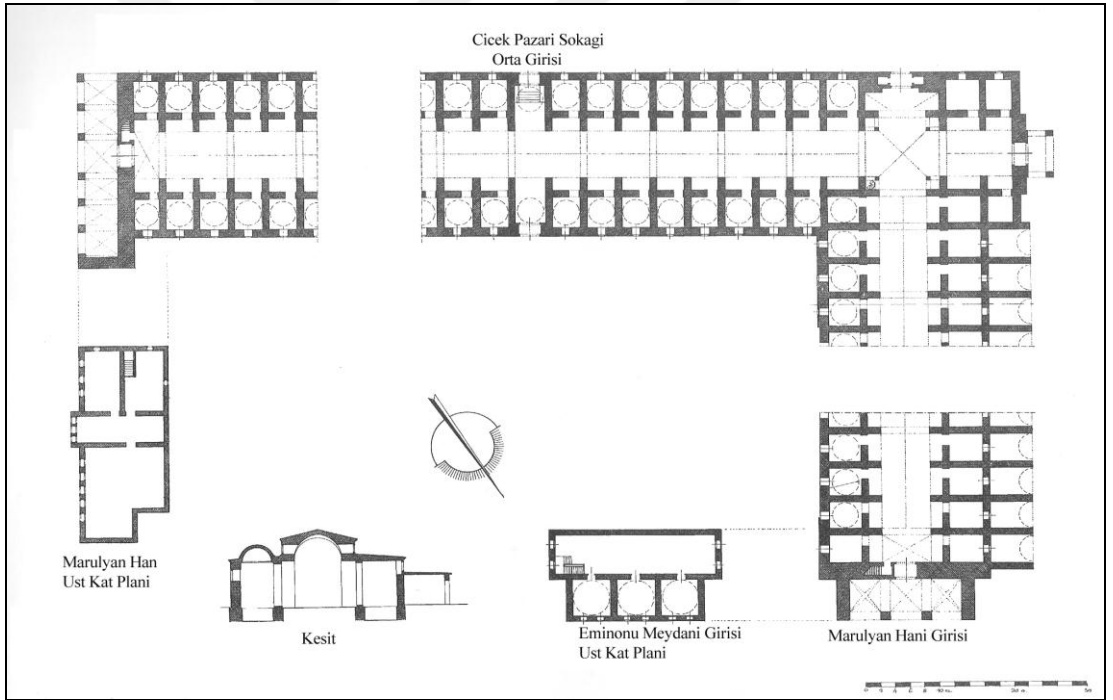 Cicek Pazari Sokagi
Orta Girisi
Marulyan Han
Ust Kat Plani
Kesit
Eminonu Meydani Girisi
Ust Kat Plani
Marulyan Hani Girisi